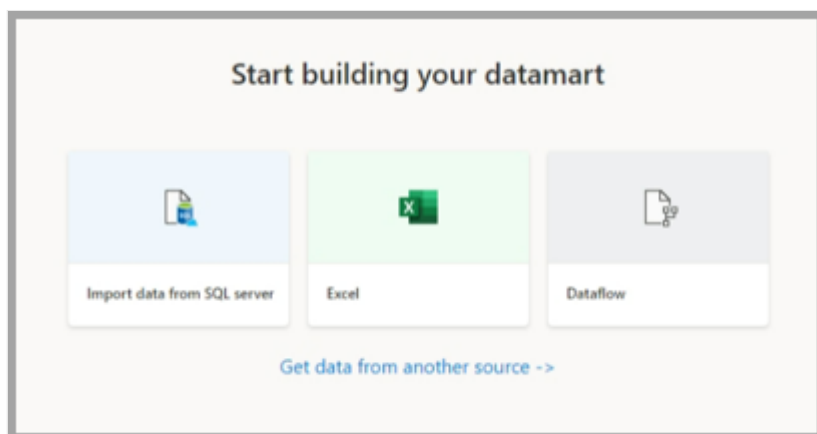 Start building your datamart
Import data from SQL server
Excel
Dataflow
Get data from another source ->